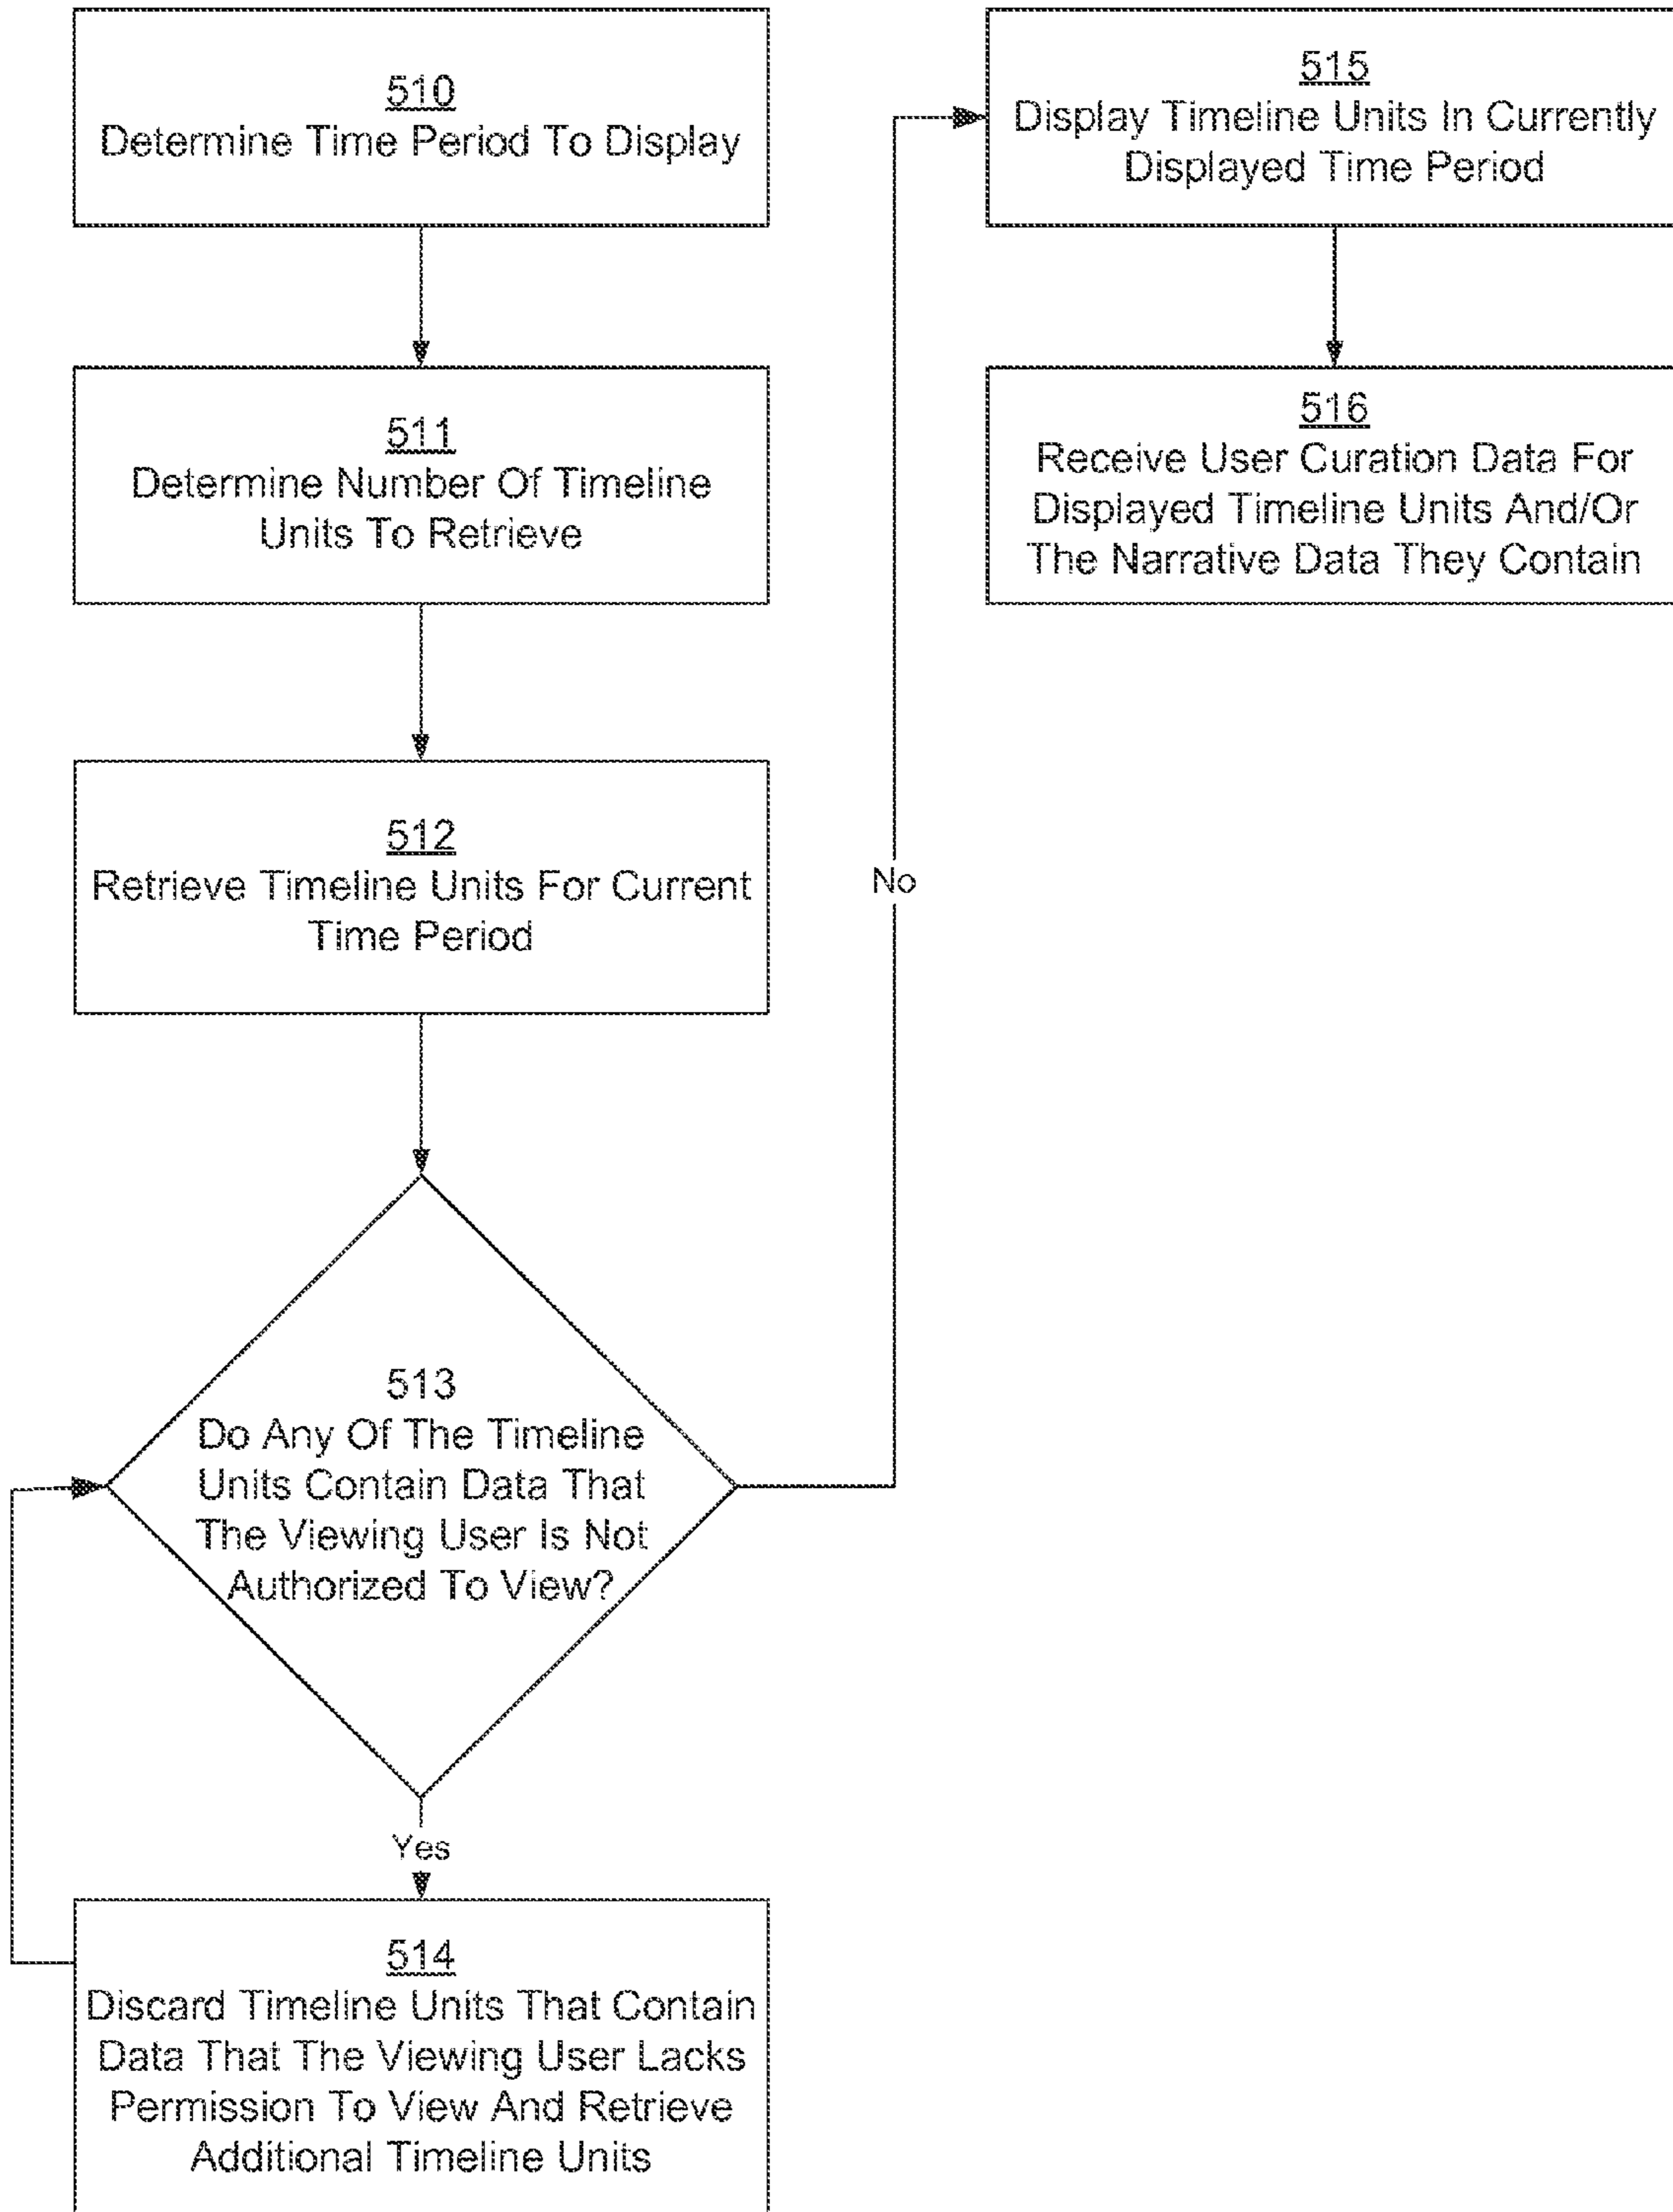 510
Determine Time Period To Display
511
Determine Number Of Timeline
Units To Retrieve
512
Retrieve Timeline Units For Current
Time Period
513
Do Any Of The Timeline
Units Contain Data That
The Viewing User Is Not
Authorized To View?
Yes
514
Discard Timeline Units That Contain
Data That The Viewing User Lacks
Permission To View And Retrieve
Additional Timeline Units
No
515
Display Timeline Units In Currently
Displayed Time Period
516
Receive User Curation Data For
Displayed Timeline Units And/Or
The Narrative Data They Contain